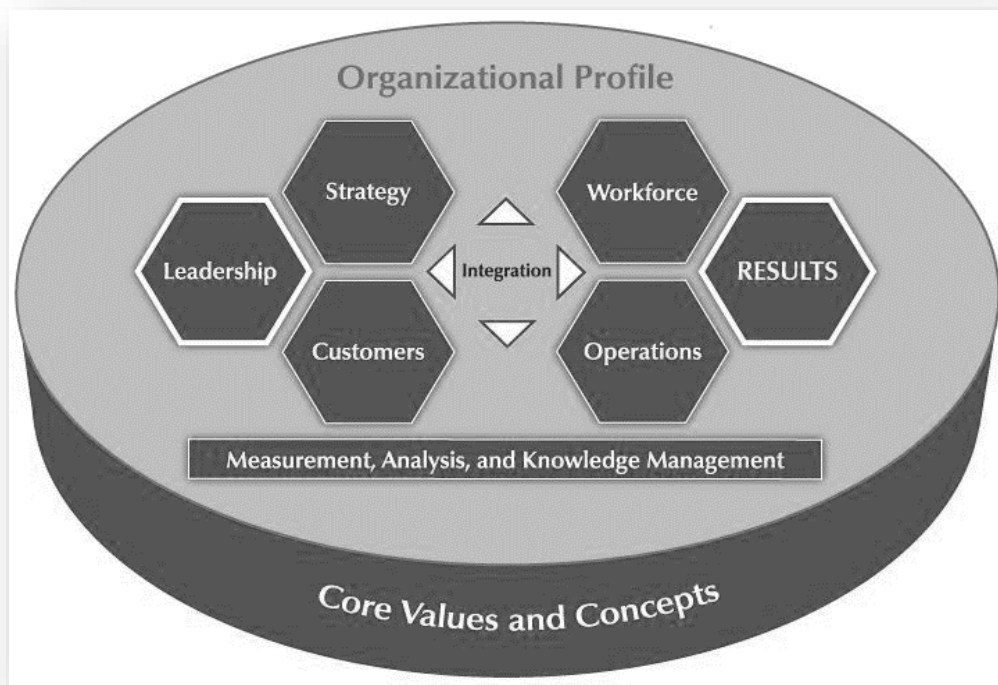 Organizational Profile
Strategy
Workforce
Leadership
Integration
RESULTS
Customers
Operations
Measurement, Analysis, and Knowledge Management
Core Values and Concepts